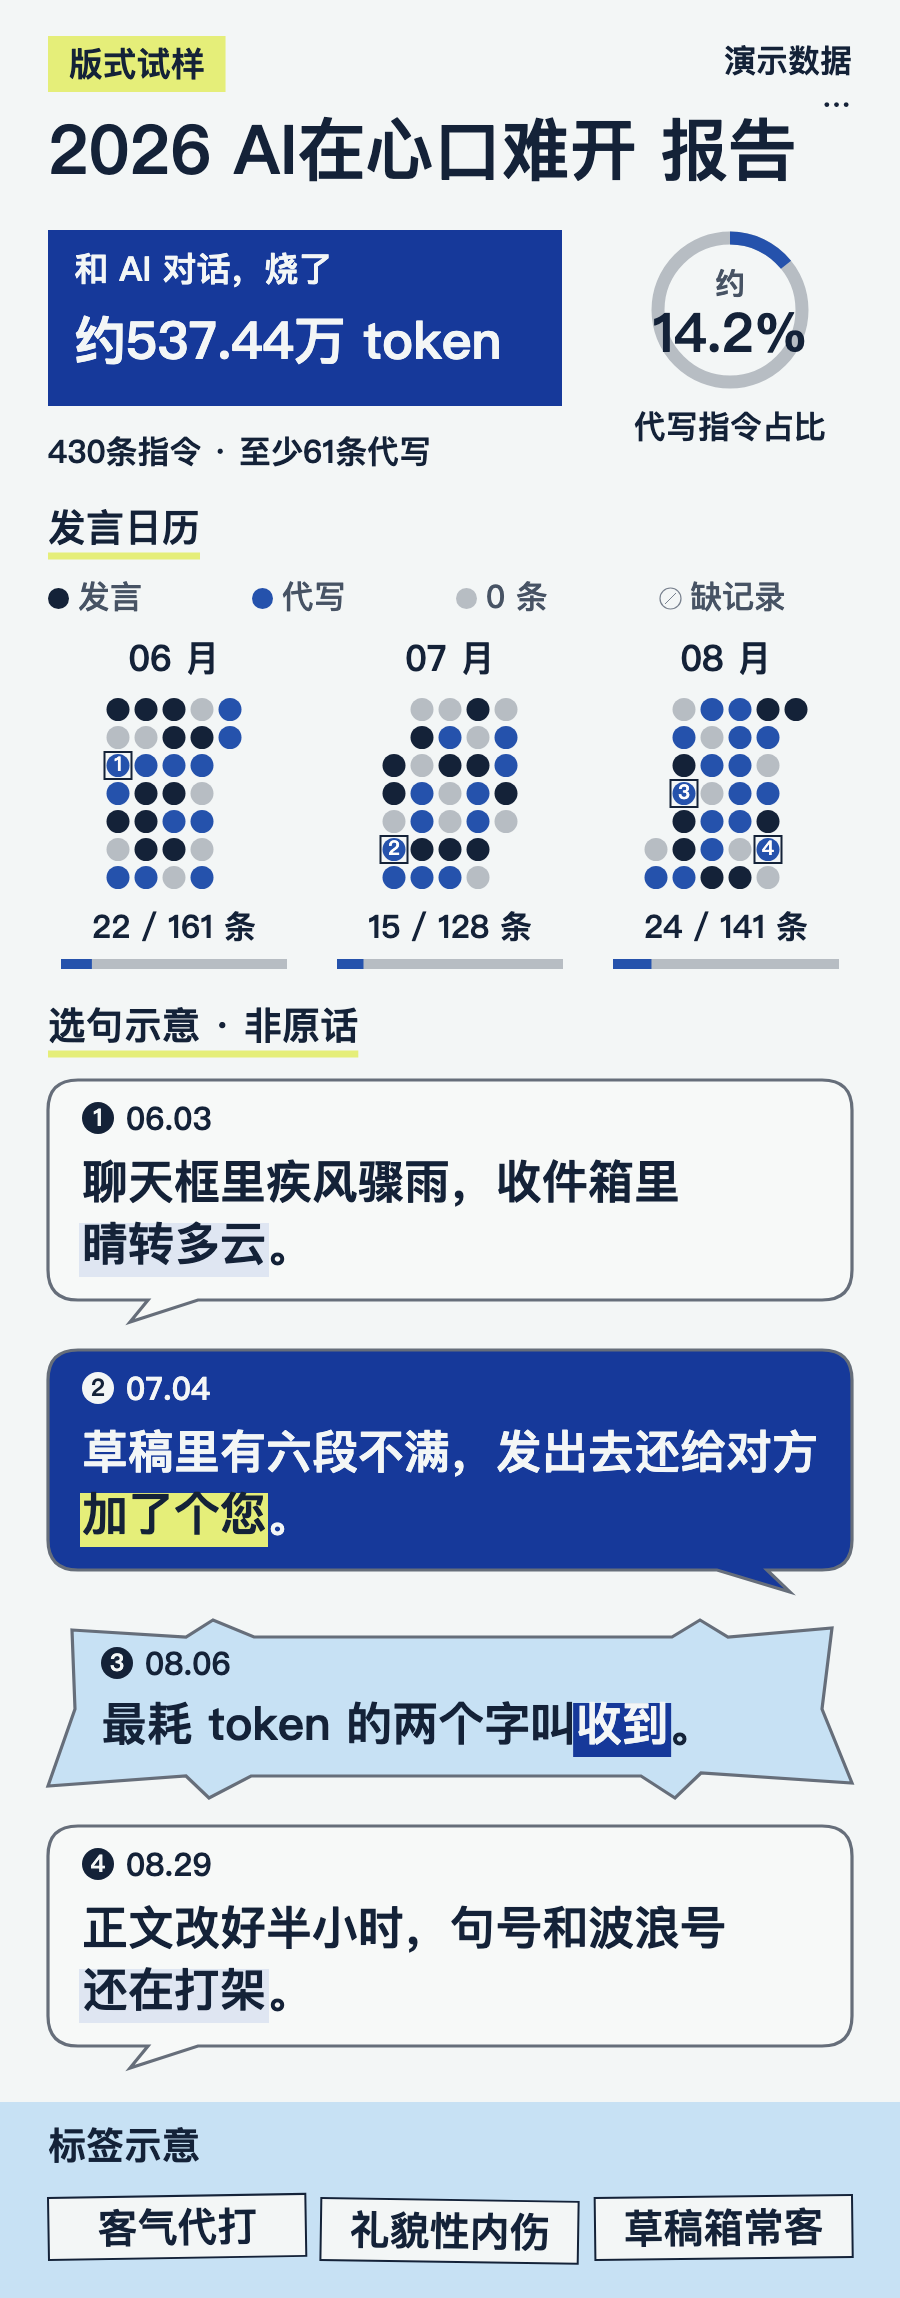 版式试样
演示数据
...
2026 AI在心口难开 报告
和 AI 对话，烧了
约537.44万 token
约
14.2%
代写指令占比
430条指令 · 至少61条代写
发言日历
发言 代写 0 条 缺记录
06 月 07 月 08 月
1
3
2 4
22 / 161 条 15 / 128 条 24 / 141 条
选句示意 · 非原话
1 06.03
聊天框里疾风骤雨，收件箱里
晴转多云。
2 07.04
草稿里有六段不满，发出去还给对方
加了个您。
3 08.06
最耗 token 的两个字叫收到。
4 08.29
正文改好半小时，句号和波浪号
还在打架。
标签示意
客气代打 礼貌性内伤 草稿箱常客